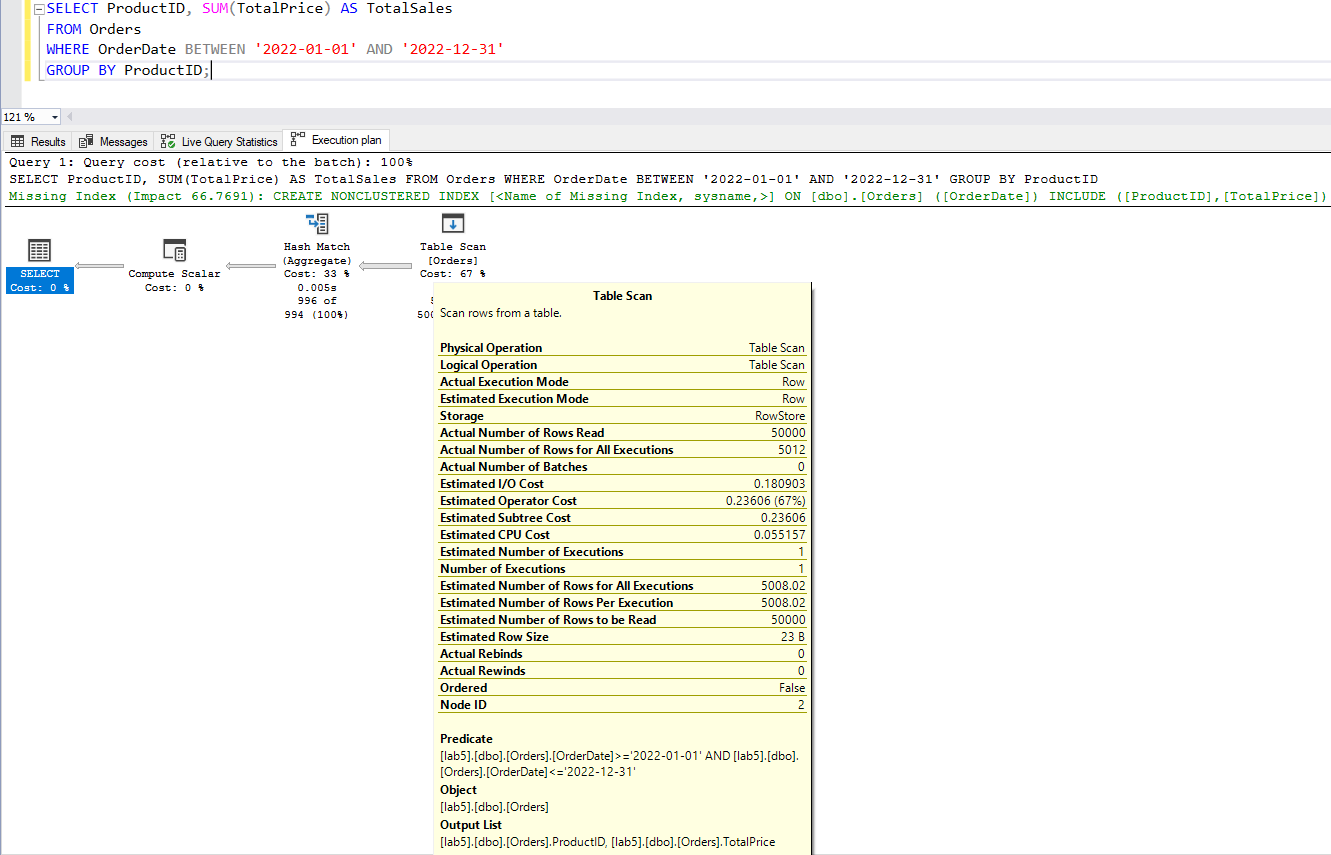 SELECT ProductID, SUM(TotalPrice) AS TotalSales
FROM Orders
WHERE OrderDate BETWEEN '2022-01-01' AND '2022-12-31'
GROUP BY ProductID;
121 %
Results Messages Live Query Statistics Execution plan
Query 1: Query cost (relative to the batch): 100%
SELECT ProductID, SUM(TotalPrice) AS TotalSales FROM Orders WHERE OrderDate BETWEEN '2022-01-01' AND '2022-12-31' GROUP BY ProductID
Missing Index (Impact 66.7691): CREATE NONCLUSTERED INDEX [<Name of Missing Index, sysname,>] ON [dbo].[Orders] ([OrderDate]) INCLUDE ([ProductID],[TotalPrice])
SELECT
Cost: 0 %
Compute Scalar
Cost: 0 %
Hash Match
(Aggregate)
Cost: 33 %
0.005s
996 of
994 (100%)
Table Scan
[Orders]
Cost: 67 %
Table Scan
Scan rows from a table.
Physical Operation Table Scan
Logical Operation Table Scan
Actual Execution Mode Row
Estimated Execution Mode Row
Storage RowStore
Actual Number of Rows Read 50000
Actual Number of Rows for All Executions 5012
Actual Number of Batches 0
Estimated I/O Cost 0.180903
Estimated Operator Cost 0.23606 (67%)
Estimated Subtree Cost 0.23606
Estimated CPU Cost 0.055157
Estimated Number of Executions 1
Number of Executions 1
Estimated Number of Rows for All Executions 5008.02
Estimated Number of Rows Per Execution 5008.02
Estimated Number of Rows to be Read 50000
Estimated Row Size 23 B
Actual Rebinds 0
Actual Rewinds 0
Ordered False
Node ID 2
Predicate
[lab5].[dbo].[Orders].[OrderDate]>='2022-01-01' AND [lab5].[dbo].
[Orders].[OrderDate]<='2022-12-31'
Object
[lab5].[dbo].[Orders]
Output List
[lab5].[dbo].[Orders].ProductID, [lab5].[dbo].[Orders].TotalPrice